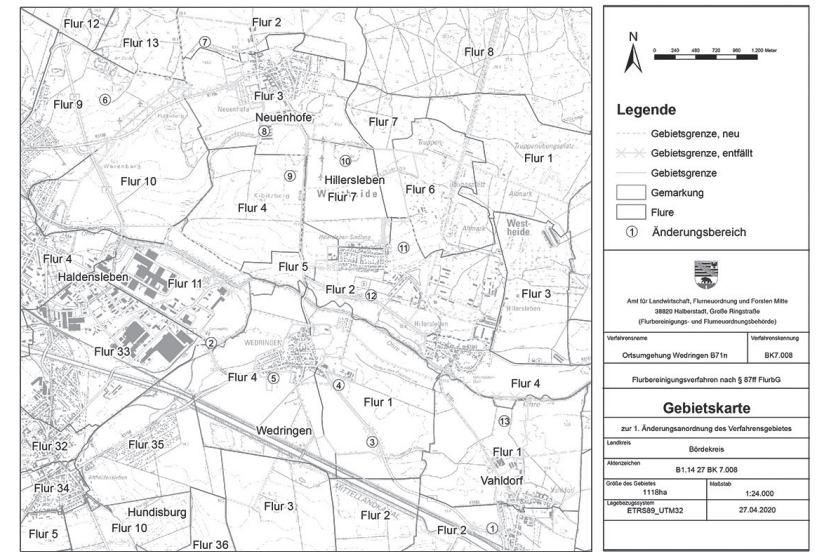 Flur 12
Flur 2
Flur 13
7
Flur 8
Flur 9
6
Flur 3
Neuenhofe
Neuenhofe
8
Flur 7
Flur 1
Flur 10
9
10
Hillersleben
Flur 7
Flur 6
Flur 4
West-
heide
Flur 4
Haldensleben
Flur 11
11
Flur 5
Flur 2
12
Flur 3
Hillersleben
Hillersleben
Flur 33
2
WEDRINGEN
Flur 4
5
4
Flur 1
Flur 4
3
13
Wedringen
Flur 1
Flur 32
Flur 35
Vahldorf
Flur 34
Hundisburg
Flur 10
Flur 3
MITTELLANDKANAL
Flur 2
Flur 2
1
Flur 5
Flur 36
N
0 240 480 720 960 1.200 Meter
Legende
Gebietsgrenze, neu
Gebietsgrenze, entfällt
Gebietsgrenze
Gemarkung
Flure
1 Änderungsbereich
Amt für Landwirtschaft, Flurneuordnung und Forsten Mitte
38820 Halberstadt, Große Ringstraße
(Flurbereinigungs- und Flurneuordnungsbehörde)
Verfahrensname
Verfahrenskennung
Ortsumgehung Wedringen B71n
BK7.008
Flurbereinigungsverfahren nach § 87ff FlurbG
Gebietskarte
zur 1. Änderungsanordnung des Verfahrensgebietes
Landkreis
Bördekreis
Aktenzeichen
B1.14 27 BK 7.008
Größe des Gebietes
Maßstab
1118ha
1:24.000
Lagebezugssystem
ETRS89_UTM32
27.04.2020